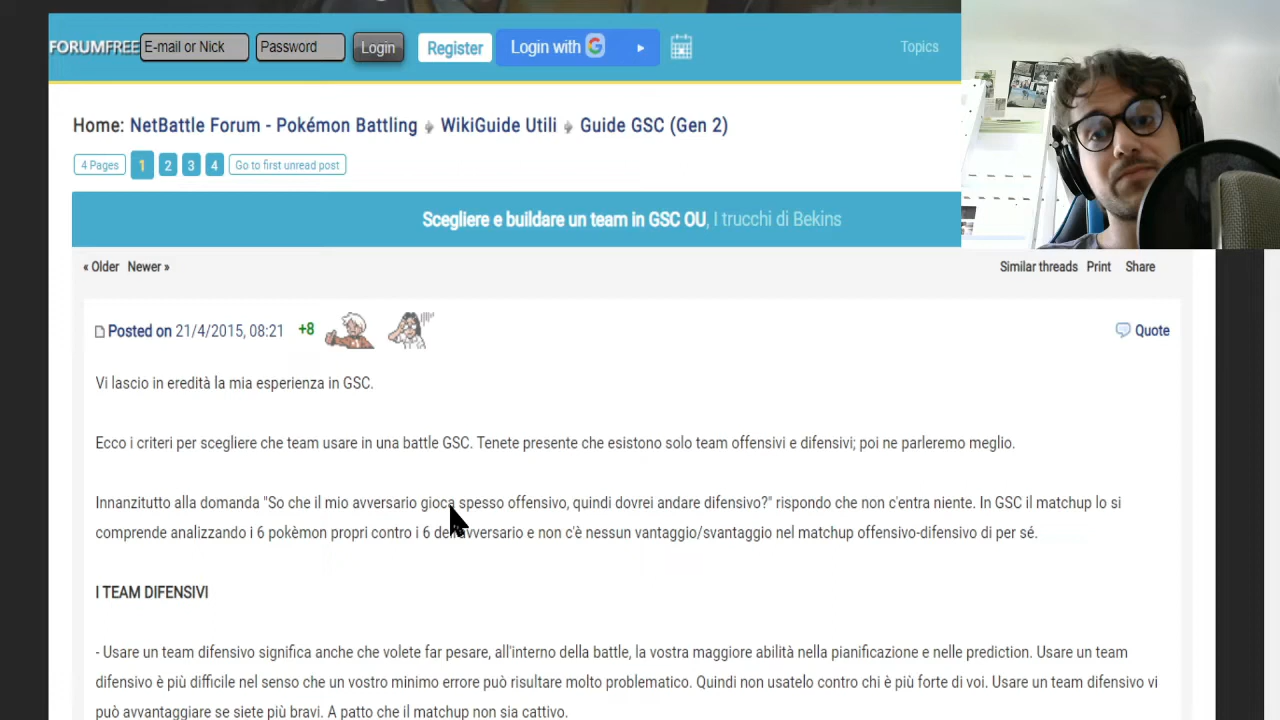 FORUMFREE E-mail or Nick Password Login Register Login with G Topics
Home: NetBattle Forum - Pokémon Battling WikiGuide Utili Guide GSC (Gen 2)
4 Pages 1 2 3 4 Go to first unread post
Scegliere e buildare un team in GSC OU, I trucchi di Bekins
« Older Newer » Similar threads Print Share
Posted on 21/4/2015, 08:21 +8 Quote
Vi lascio in eredità la mia esperienza in GSC.
Ecco i criteri per scegliere che team usare in una battle GSC. Tenete presente che esistono solo team offensivi e difensivi; poi ne parleremo meglio.
Innanzitutto alla domanda "So che il mio avversario gioca spesso offensivo, quindi dovrei andare difensivo?" rispondo che non c'entra niente. In GSC il matchup lo si
comprende analizzando i 6 pokèmon propri contro i 6 avversario e non c'è nessun vantaggio/svantaggio nel matchup offensivo-difensivo di per sé.
I TEAM DIFENSIVI
- Usare un team difensivo significa anche che volete far pesare, all'interno della battle, la vostra maggiore abilità nella pianificazione e nelle prediction. Usare un team
difensivo è più difficile nel senso che un vostro minimo errore può risultare molto problematico. Quindi non usatelo contro chi è più forte di voi. Usare un team difensivo vi
può avvantaggiare se siete più bravi. A patto che il matchup non sia cattivo.